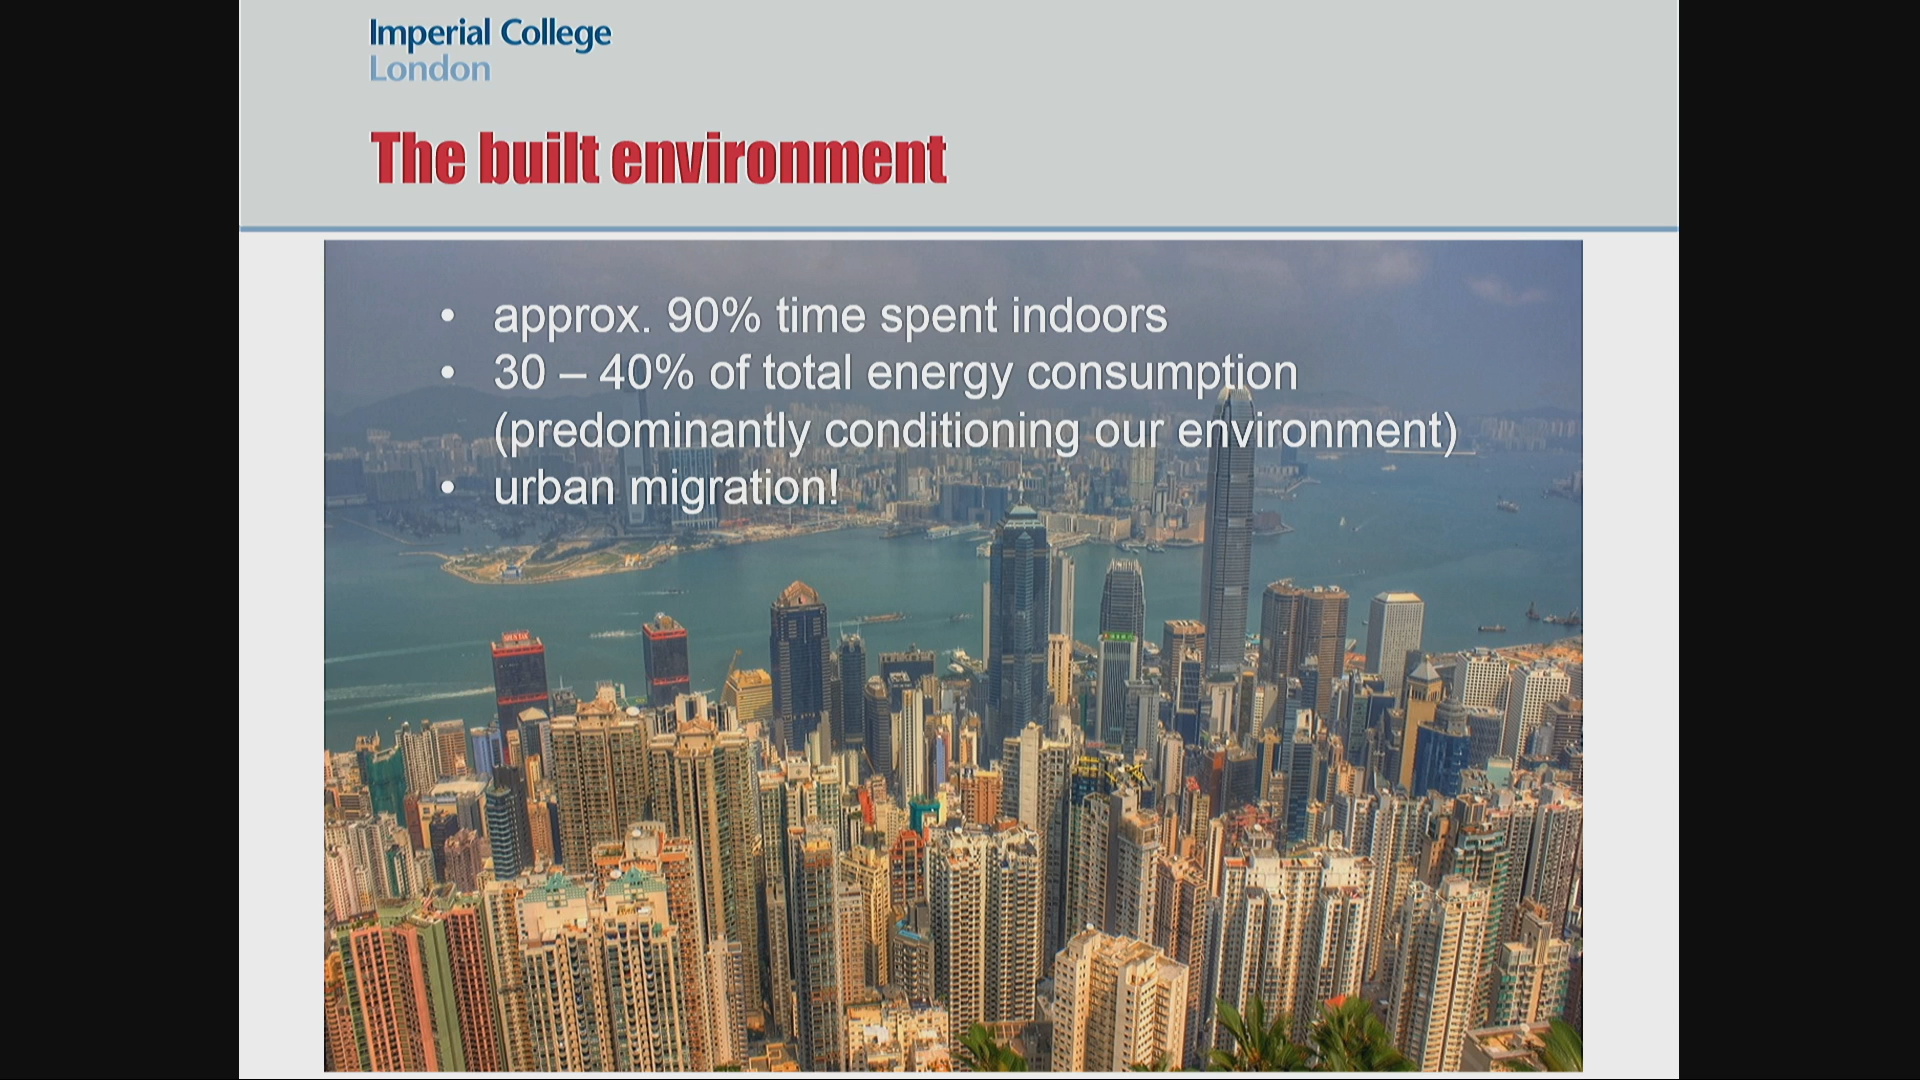 Imperial College
London
The built environment
• approx. 90% time spent indoors
• 30 – 40% of total energy consumption
(predominantly conditioning our environment)
• urban migration!